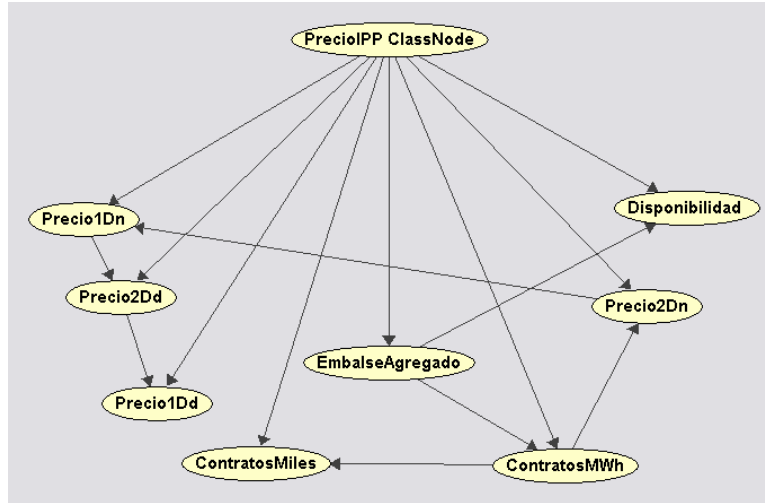 PrecioIPP ClassNode
Precio1Dn
Disponibilidad
Precio2Dd
Precio2Dn
EmbalseAgregado
Precio1Dd
ContratosMiles
ContratosMWh